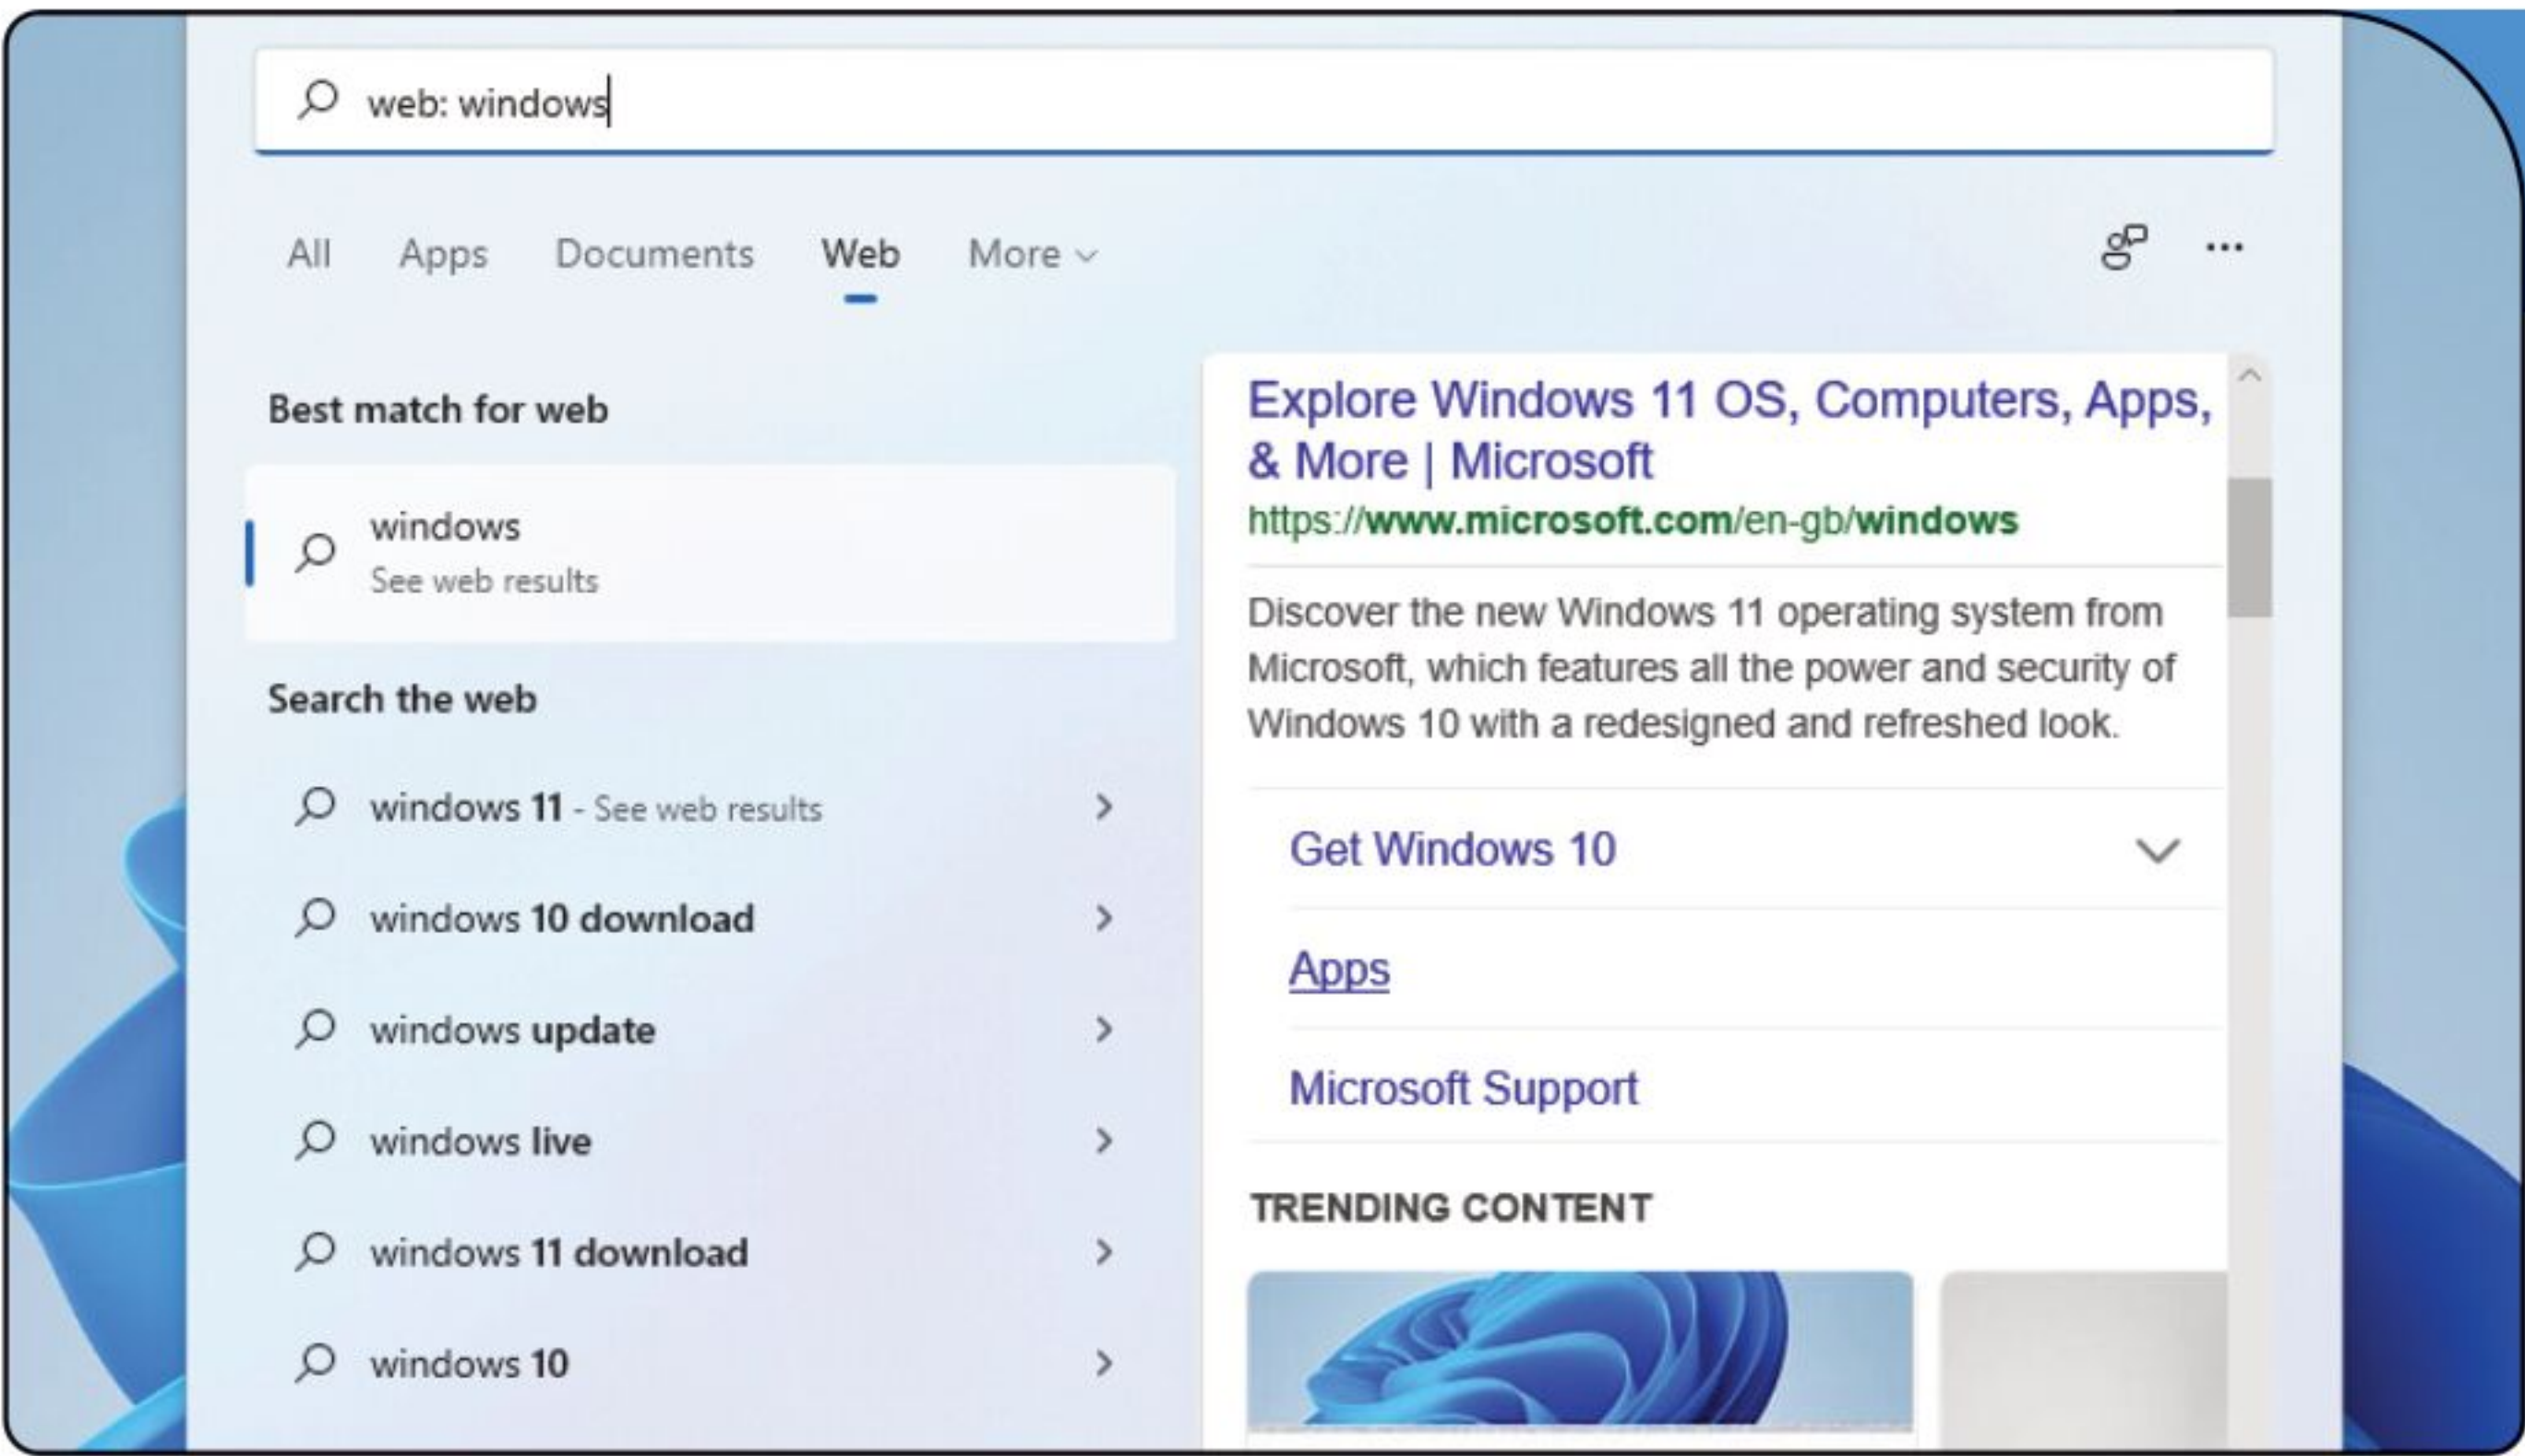 web: windows
All Apps Documents Web More
Best match for web
windows
See web results
Search the web
windows 11 - See web results
windows 10 download
windows update
windows live
windows 11 download
windows 10
Explore Windows 11 OS, Computers, Apps,
& More | Microsoft
https://www.microsoft.com/en-gb/windows
Discover the new Windows 11 operating system from
Microsoft, which features all the power and security of
Windows 10 with a redesigned and refreshed look.
Get Windows 10
Apps
Microsoft Support
TRENDING CONTENT